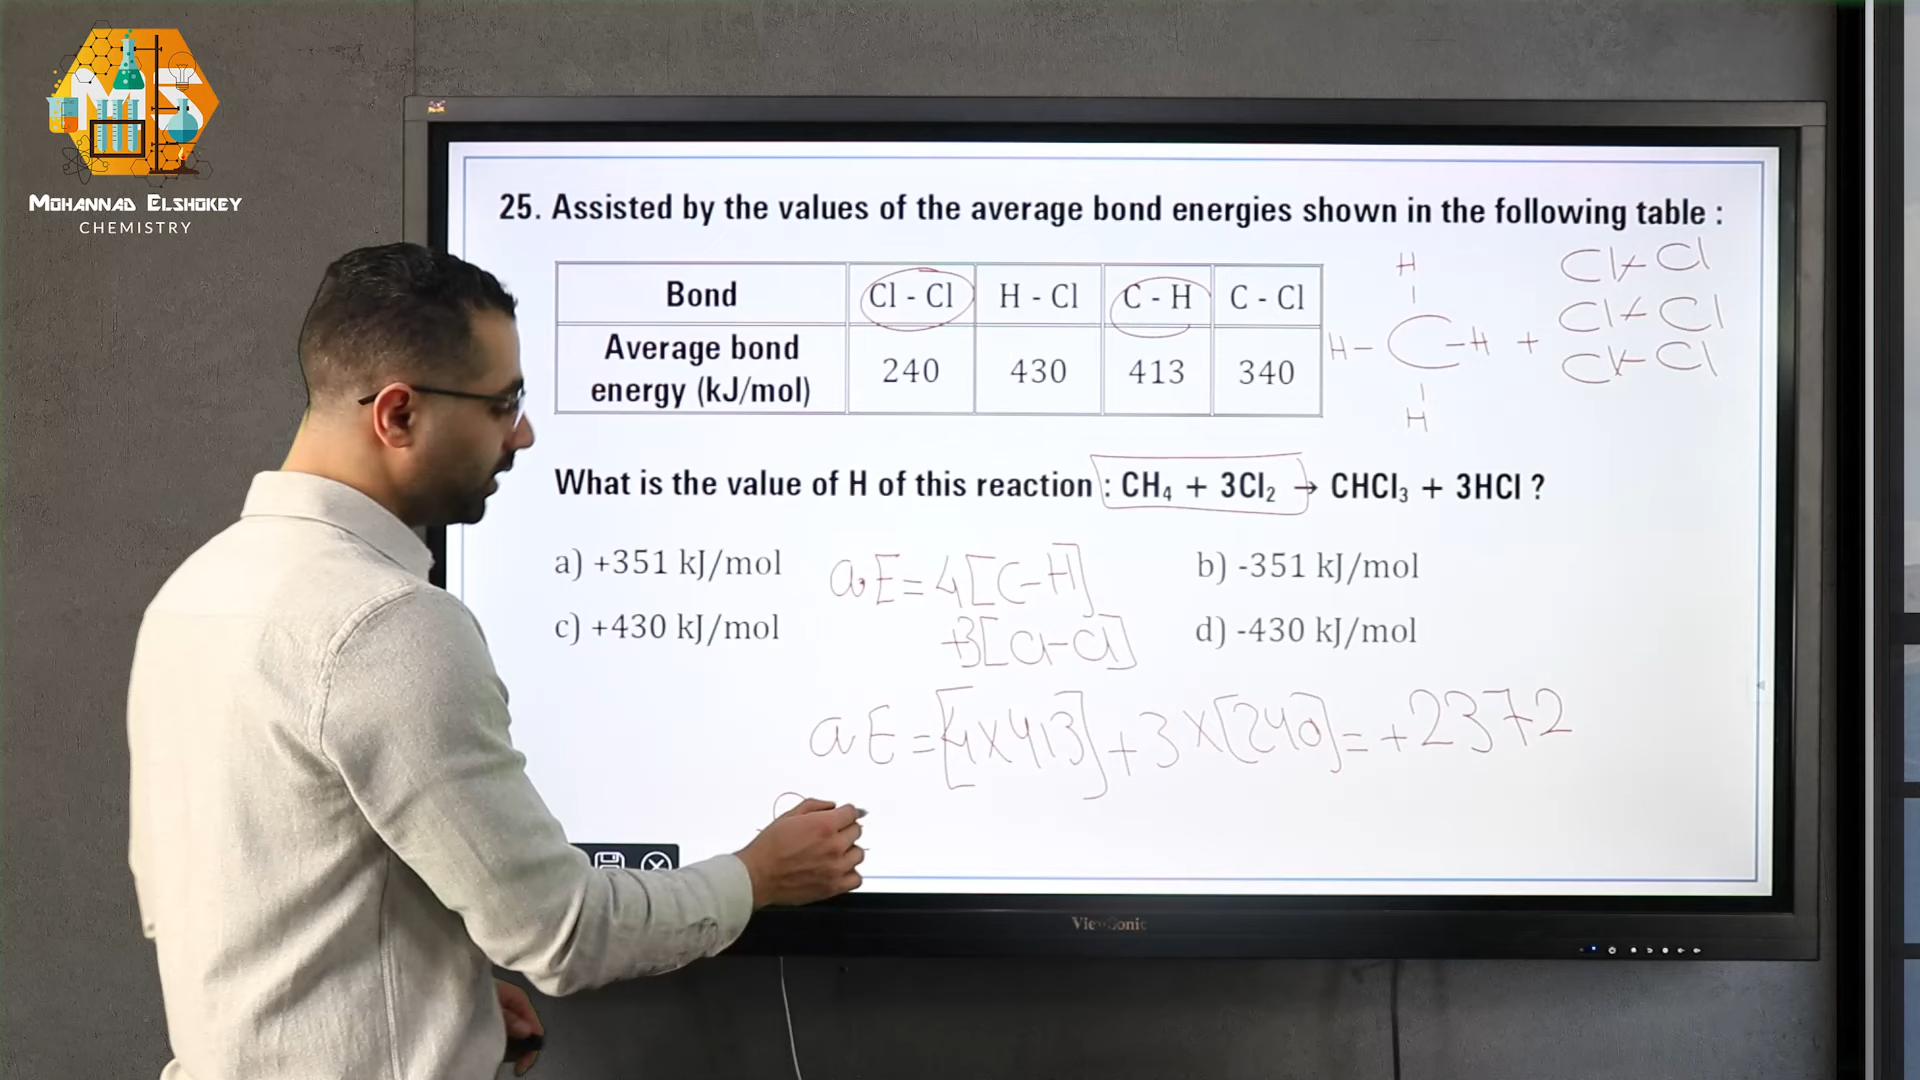 MS
MOHANNAD ELSHOKEY
CHEMISTRY
25. Assisted by the values of the average bond energies shown in the following table :
Bond Cl - Cl H - Cl C - H C - Cl
Average bond energy (kJ/mol) 240 430 413 340
H
H - C - H + Cl - Cl
Cl - Cl
Cl - Cl
H
What is the value of H of this reaction : CH₄ + 3Cl₂ → CHCl₃ + 3HCl ?
a) +351 kJ/mol
b) -351 kJ/mol
c) +430 kJ/mol
d) -430 kJ/mol
a.E = 4[C-H]
+3[Cl-Cl]
aE = [4×413] + 3×[240] = +2372
ViewSonic